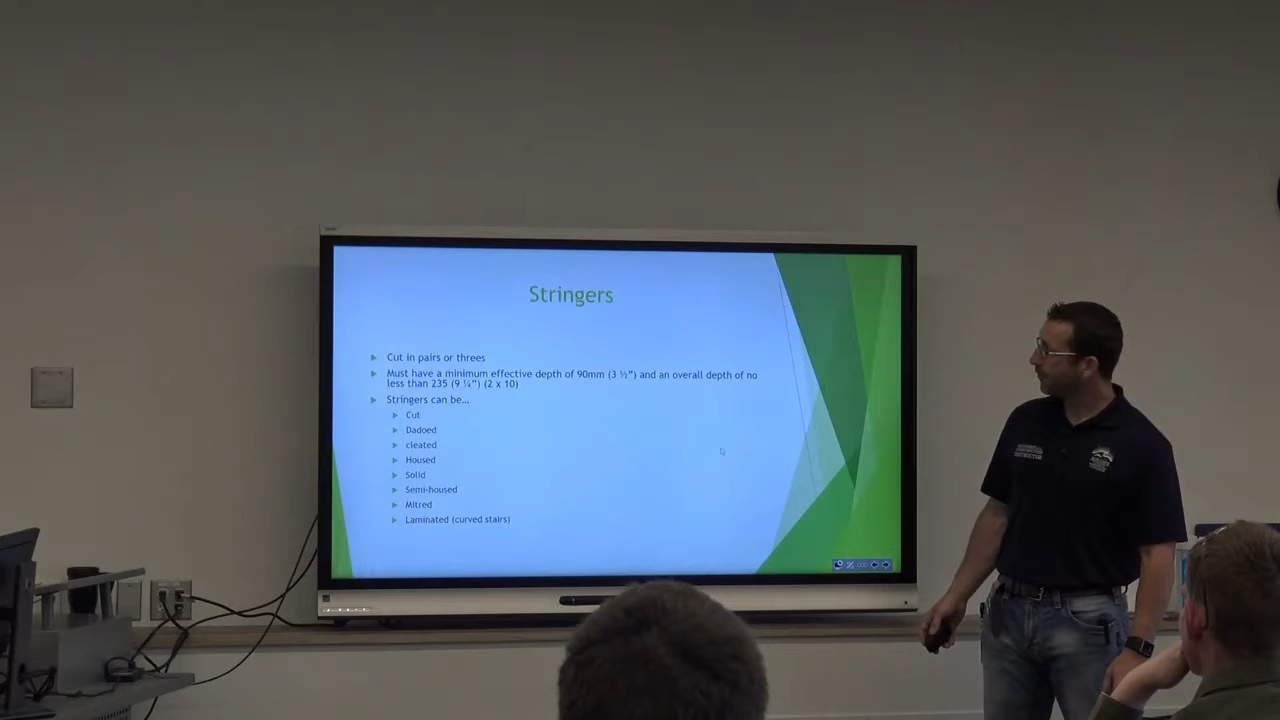 Stringers
Cut in pairs or threes
Must have a minimum effective depth of 90mm (3 ½”) and an overall depth of no
less than 235 (9 ¼”) (2 x 10)
Stringers can be…
Cut
Dadoed
cleated
Housed
Solid
Semi-housed
Mitred
Laminated (curved stairs)